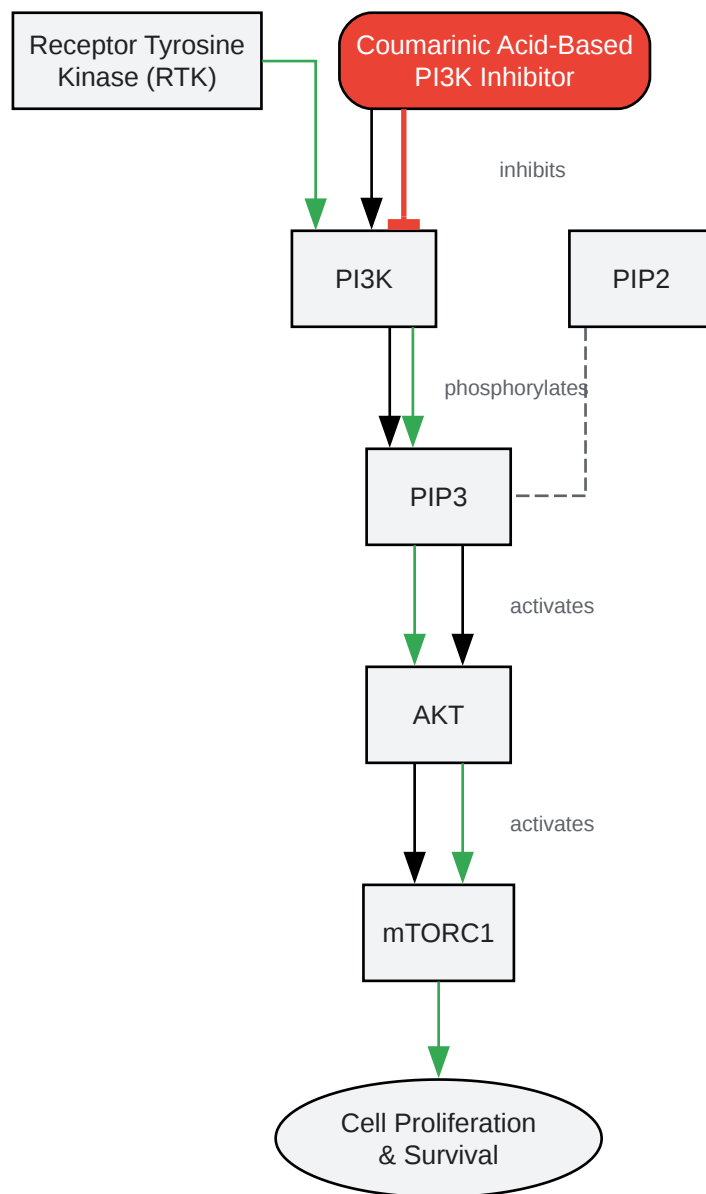 Receptor Tyrosine
Kinase (RTK)
Coumarinic Acid-Based
PI3K Inhibitor
inhibits
PI3K
PIP2
phosphorylates
PIP3
activates
AKT
activates
mTORC1
Cell Proliferation
& Survival